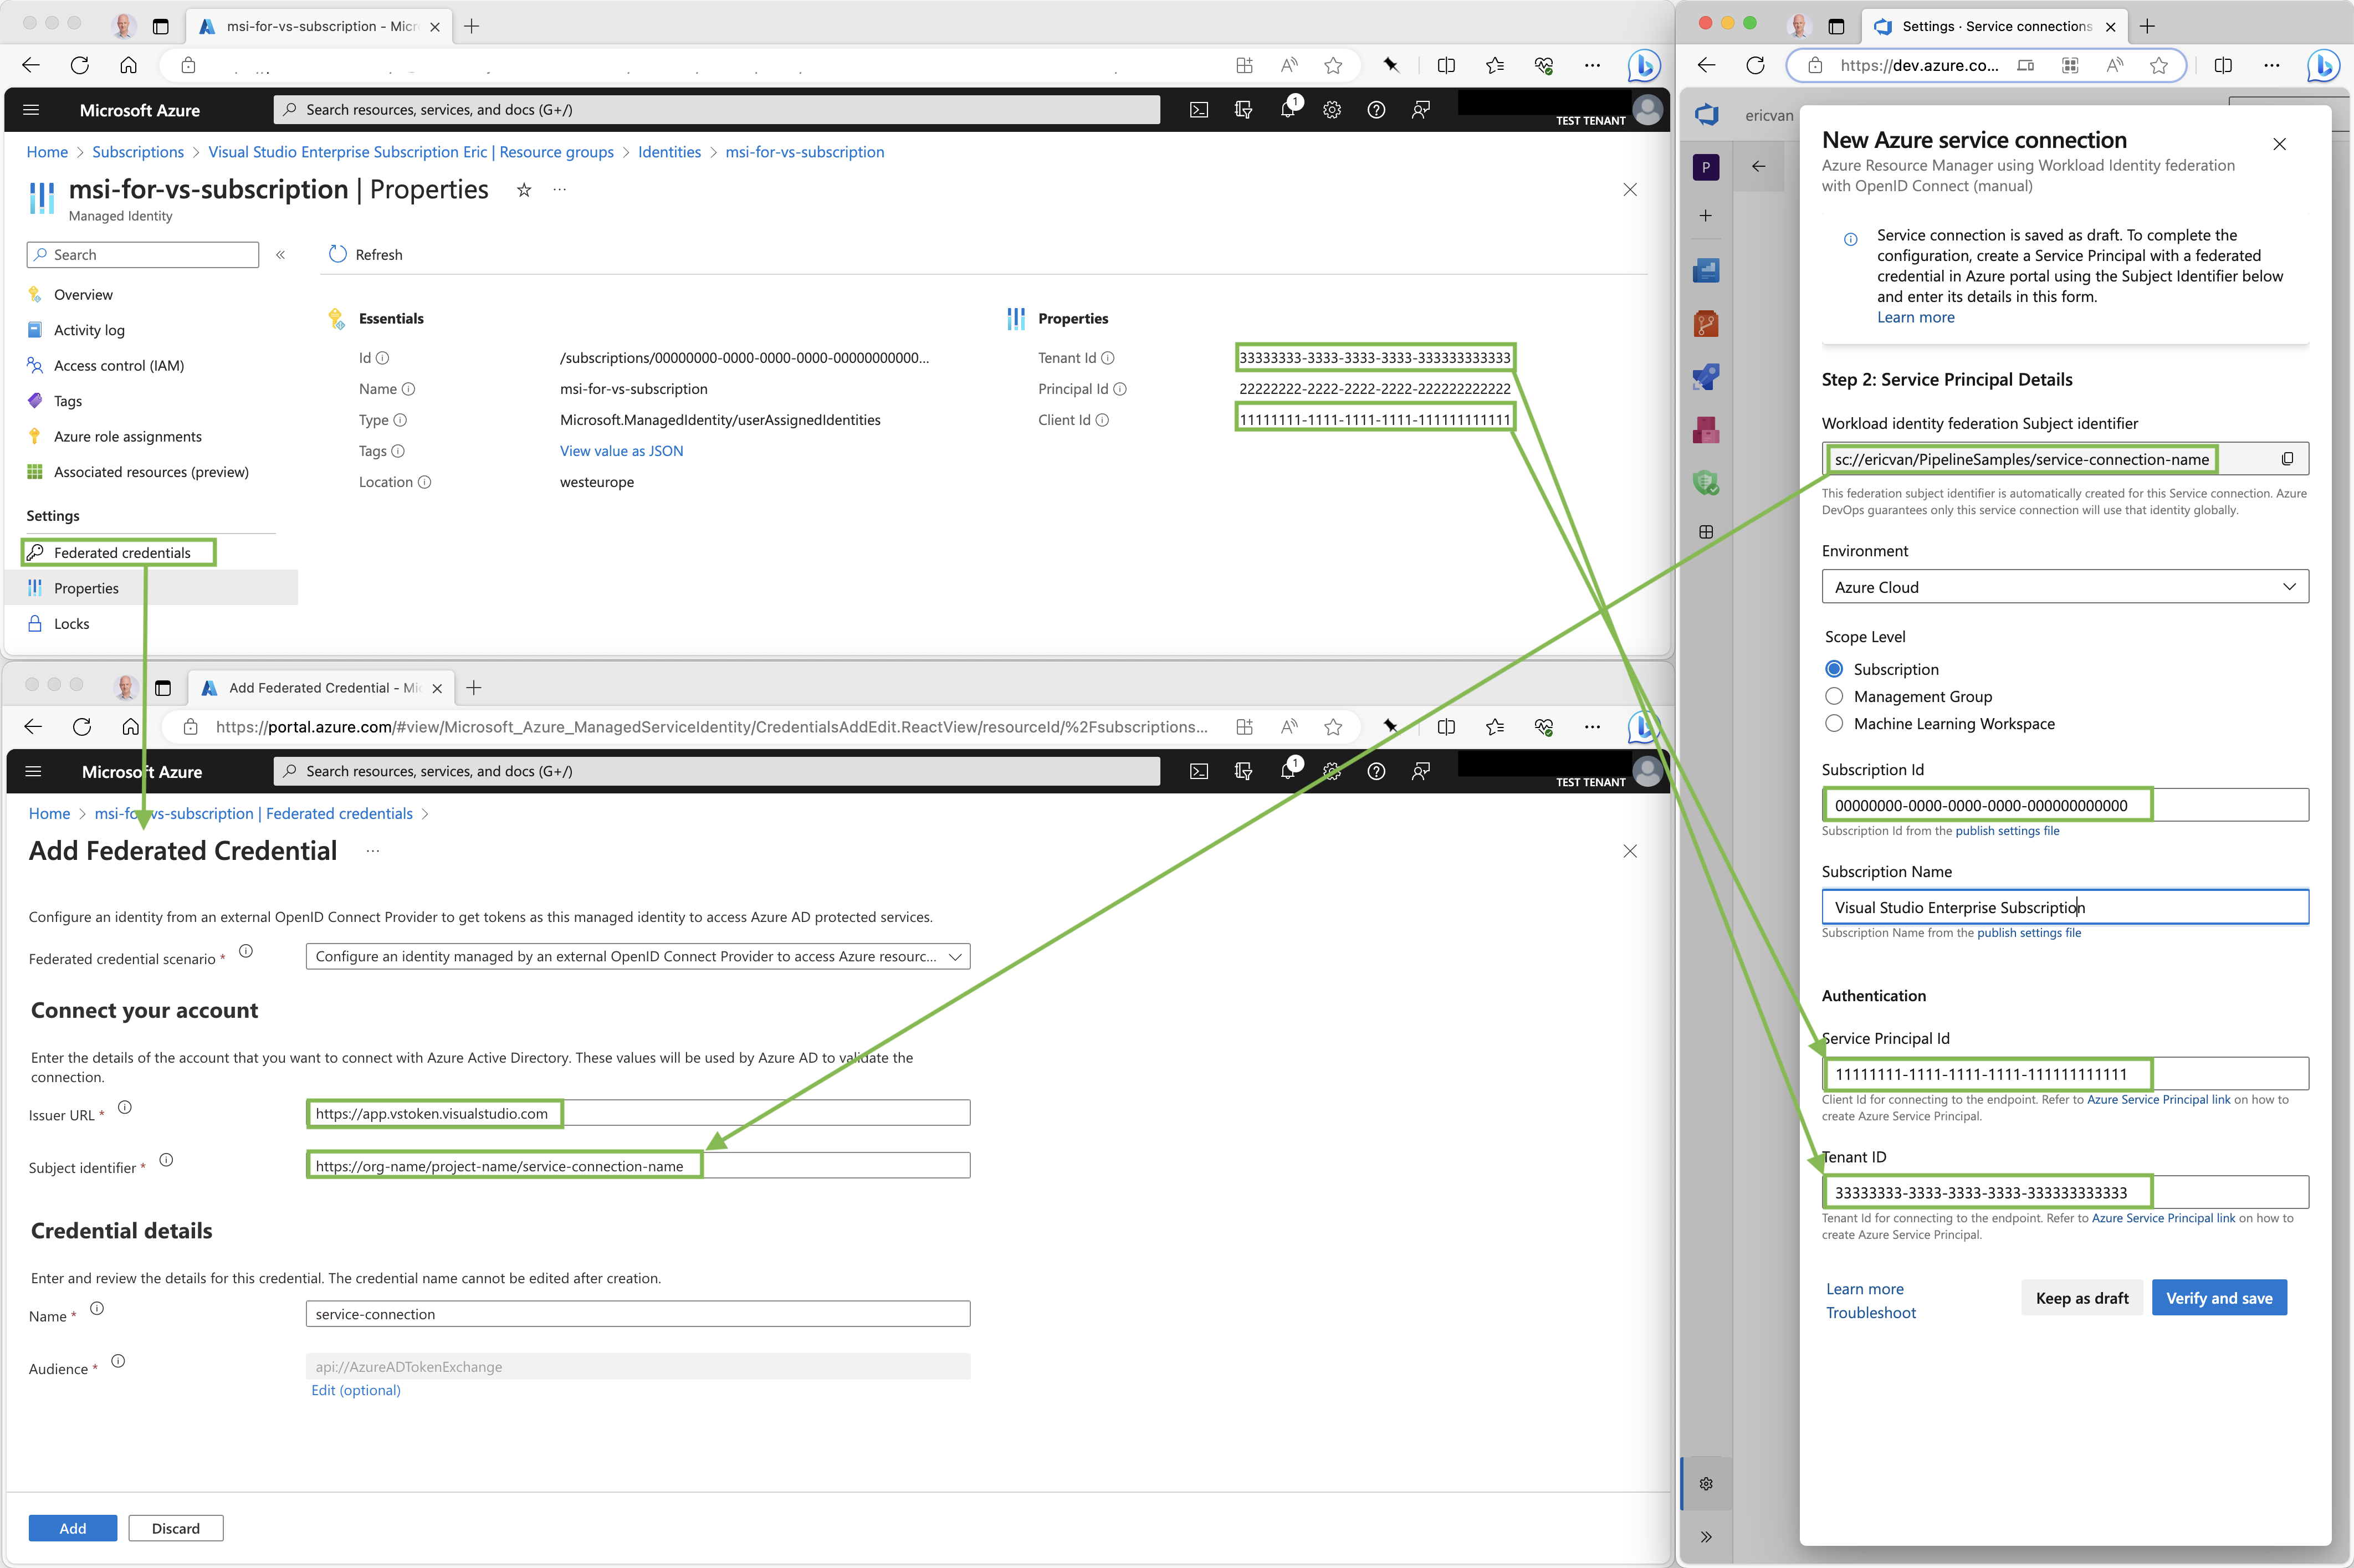 msi-for-vs-subscription - Micr
Microsoft Azure
Search resources, services, and docs (G+/)
1
TEST TENANT
Home > Subscriptions > Visual Studio Enterprise Subscription Eric | Resource groups > Identities > msi-for-vs-subscription
msi-for-vs-subscription | Properties
Managed Identity
Search
Overview
Activity log
Access control (IAM)
Tags
Azure role assignments
Associated resources (preview)
Settings
Federated credentials
Properties
Locks
Refresh
Essentials
Id /subscriptions/00000000-0000-0000-0000-00000000000...
Name msi-for-vs-subscription
Type Microsoft.ManagedIdentity/userAssignedIdentities
Tags View value as JSON
Location westeurope
Properties
Tenant Id 33333333-3333-3333-3333-333333333333
Principal Id 22222222-2222-2222-2222-222222222222
Client Id 11111111-1111-1111-1111-111111111111
Add Federated Credential - Mic
https://portal.azure.com/#view/Microsoft_Azure_ManagedServiceIdentity/CredentialsAddEdit.ReactView/resourceId/%2Fsubscriptions...
Microsoft Azure
Search resources, services, and docs (G+/)
1
TEST TENANT
Home > msi-for-vs-subscription | Federated credentials >
Add Federated Credential
Configure an identity from an external OpenID Connect Provider to get tokens as this managed identity to access Azure AD protected services.
Federated credential scenario * Configure an identity managed by an external OpenID Connect Provider to access Azure resourc...
Connect your account
Enter the details of the account that you want to connect with Azure Active Directory. These values will be used by Azure AD to validate the
connection.
Issuer URL * https://app.vstoken.visualstudio.com
Subject identifier * https://org-name/project-name/service-connection-name
Credential details
Enter and review the details for this credential. The credential name cannot be edited after creation.
Name * service-connection
Audience * api://AzureADTokenExchange
Edit (optional)
Add Discard
Settings · Service connections
https://dev.azure.co...
ericvan
P
New Azure service connection
Azure Resource Manager using Workload Identity federation
with OpenID Connect (manual)
Service connection is saved as draft. To complete the
configuration, create a Service Principal with a federated
credential in Azure portal using the Subject Identifier below
and enter its details in this form.
Learn more
Step 2: Service Principal Details
Workload identity federation Subject identifier
sc://ericvan/PipelineSamples/service-connection-name
This federation subject identifier is automatically created for this Service connection. Azure
DevOps guarantees only this service connection will use that identity globally.
Environment
Azure Cloud
Scope Level
Subscription
Management Group
Machine Learning Workspace
Subscription Id
00000000-0000-0000-0000-000000000000
Subscription Id from the publish settings file
Subscription Name
Visual Studio Enterprise Subscription
Subscription Name from the publish settings file
Authentication
Service Principal Id
11111111-1111-1111-1111-111111111111
Client Id for connecting to the endpoint. Refer to Azure Service Principal link on how to
create Azure Service Principal.
Tenant ID
33333333-3333-3333-3333-333333333333
Tenant Id for connecting to the endpoint. Refer to Azure Service Principal link on how to
create Azure Service Principal.
Learn more
Troubleshoot
Keep as draft Verify and save